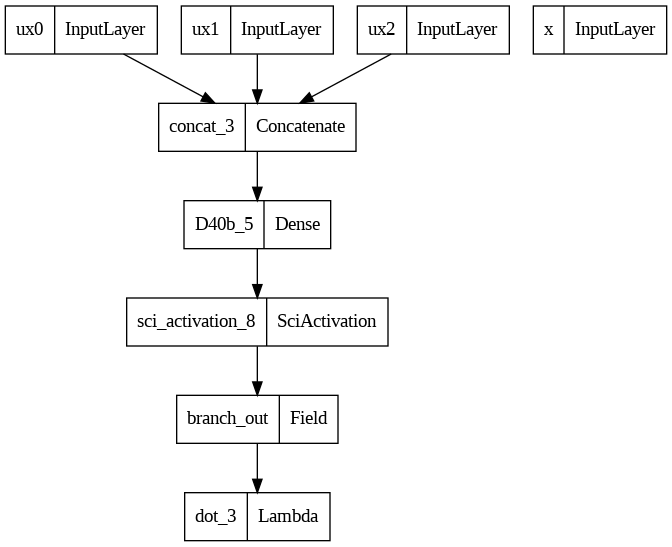 ux0 InputLayer ux1 InputLayer ux2 InputLayer x InputLayer
concat_3 Concatenate
D40b_5 Dense
sci_activation_8 SciActivation
branch_out Field
dot_3 Lambda